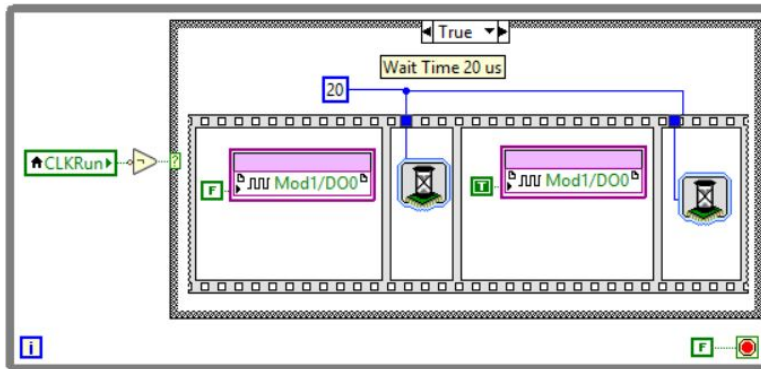 True
Wait Time 20 us
20
CLKRun
?
F
Mod1/DO0
T
Mod1/DO0
i
F